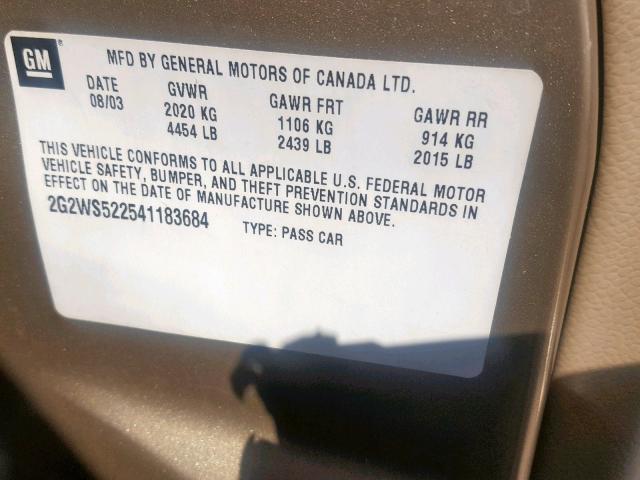 GM ®
MFD BY GENERAL MOTORS OF CANADA LTD.
DATE GVWR GAWR FRT GAWR RR
08/03 2020 KG 1106 KG 914 KG
4454 LB 2439 LB 2015 LB
THIS VEHICLE CONFORMS TO ALL APPLICABLE U.S. FEDERAL MOTOR
VEHICLE SAFETY, BUMPER, AND THEFT PREVENTION STANDARDS IN
EFFECT ON THE DATE OF MANUFACTURE SHOWN ABOVE.
2G2WS522541183684 TYPE: PASS CAR